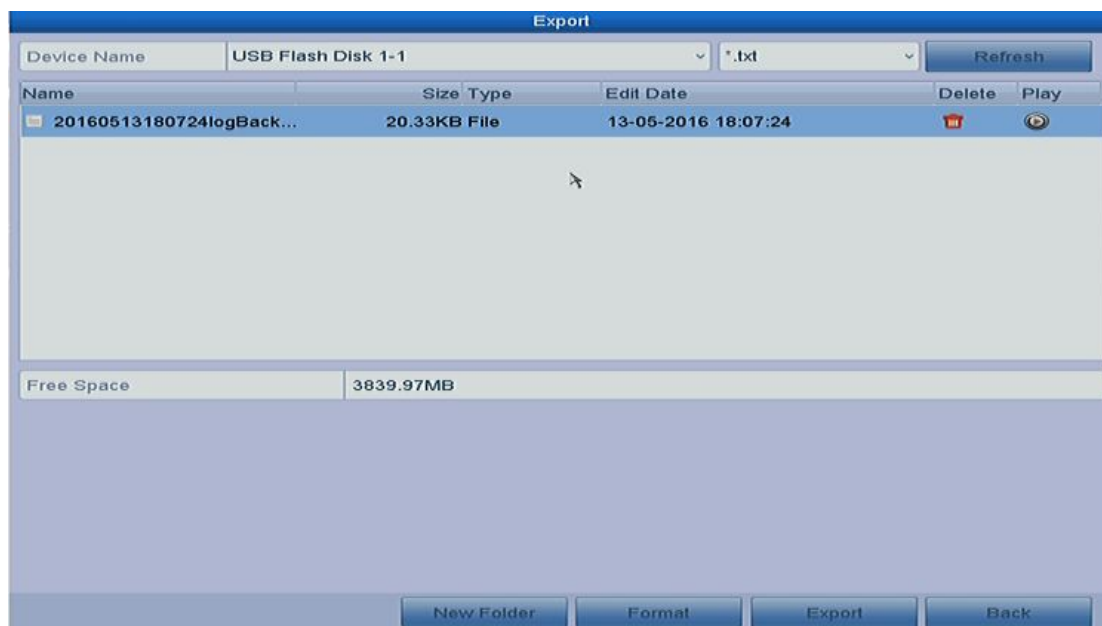 Export
Device Name USB Flash Disk 1-1 *.txt Refresh
Name Size Type Edit Date Delete Play
20160513180724logBack... 20.33KB File 13-05-2016 18:07:24
Free Space 3839.97MB
New Folder Format Export Back